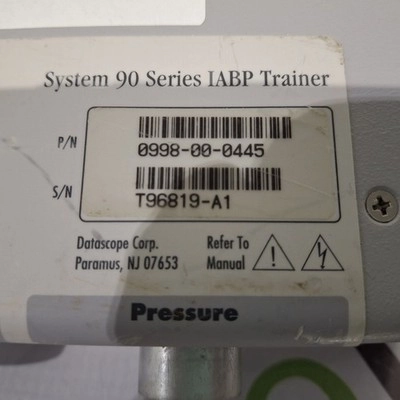 System 90 Series IABP Trainer
P/N 0998-00-0445
S/N T96819-A1
Datascope Corp. Refer To
Paramus, NJ 07653 Manual
Pressure